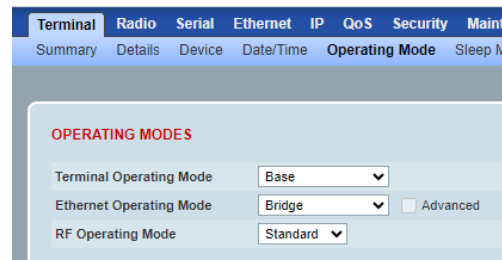 Terminal Radio Serial Ethernet IP QoS Security
Summary Details Device Date/Time Operating Mode Sleep
OPERATING MODES
Terminal Operating Mode Base
Ethernet Operating Mode Bridge Advanced
RF Operating Mode Standard